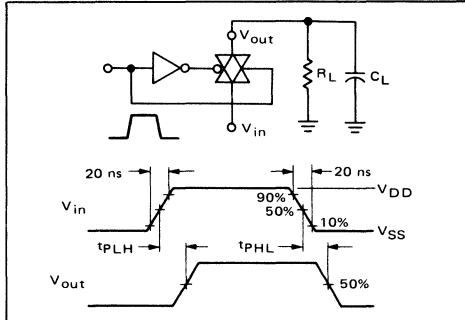 Vout
RL
CL
Vin
20 ns
20 ns
VDD
90%
50%
10%
Vin
VSS
tPLH
tPHL
Vout
50%